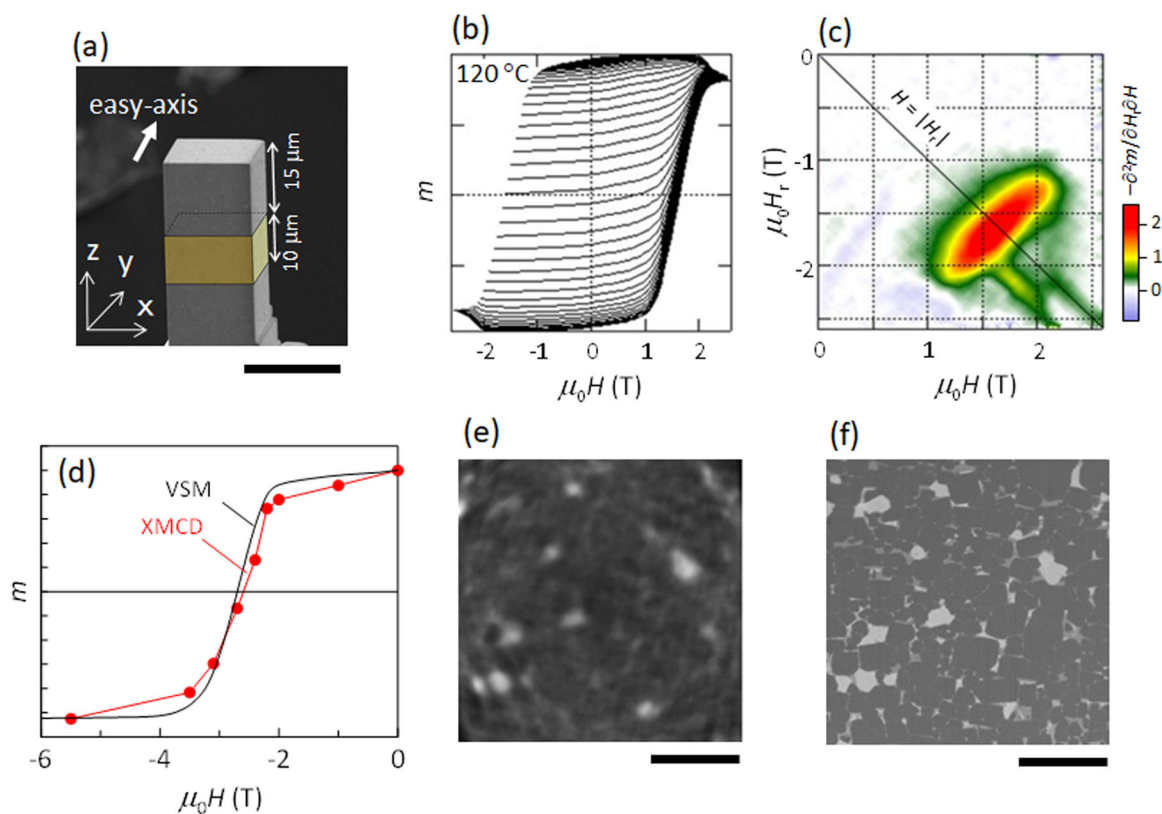 (a)
easy-axis
15 μm
10 μm
z
y
x
(b)
120 °C
m
-2
-1
0
1
2
μ₀H (T)
(c)
0
-1
-2
μ₀Hᵣ (T)
H = |Hᵣ|
0
1
2
μ₀H (T)
2
1
0
-1
−∂²m/∂Hᵣ∂H
(d)
VSM
XMCD
m
-6
-4
-2
0
μ₀H (T)
(e)
(f)